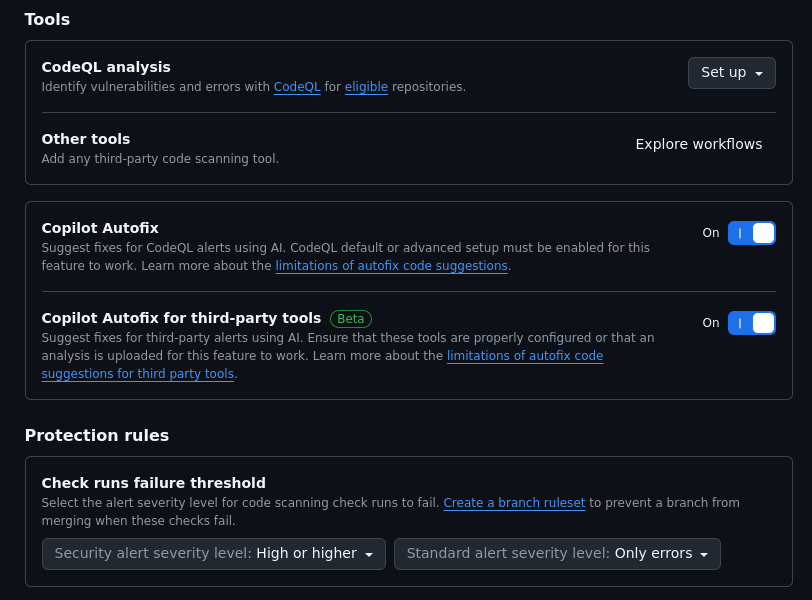 Tools
CodeQL analysis
Identify vulnerabilities and errors with CodeQL for eligible repositories.
Set up
Other tools
Add any third-party code scanning tool.
Explore workflows
Copilot Autofix
Suggest fixes for CodeQL alerts using AI. CodeQL default or advanced setup must be enabled for this
feature to work. Learn more about the limitations of autofix code suggestions.
On
Copilot Autofix for third-party tools Beta
Suggest fixes for third-party alerts using AI. Ensure that these tools are properly configured or that an
analysis is uploaded for this feature to work. Learn more about the limitations of autofix code
suggestions for third party tools.
On
Protection rules
Check runs failure threshold
Select the alert severity level for code scanning check runs to fail. Create a branch ruleset to prevent a branch from
merging when these checks fail.
Security alert severity level: High or higher
Standard alert severity level: Only errors